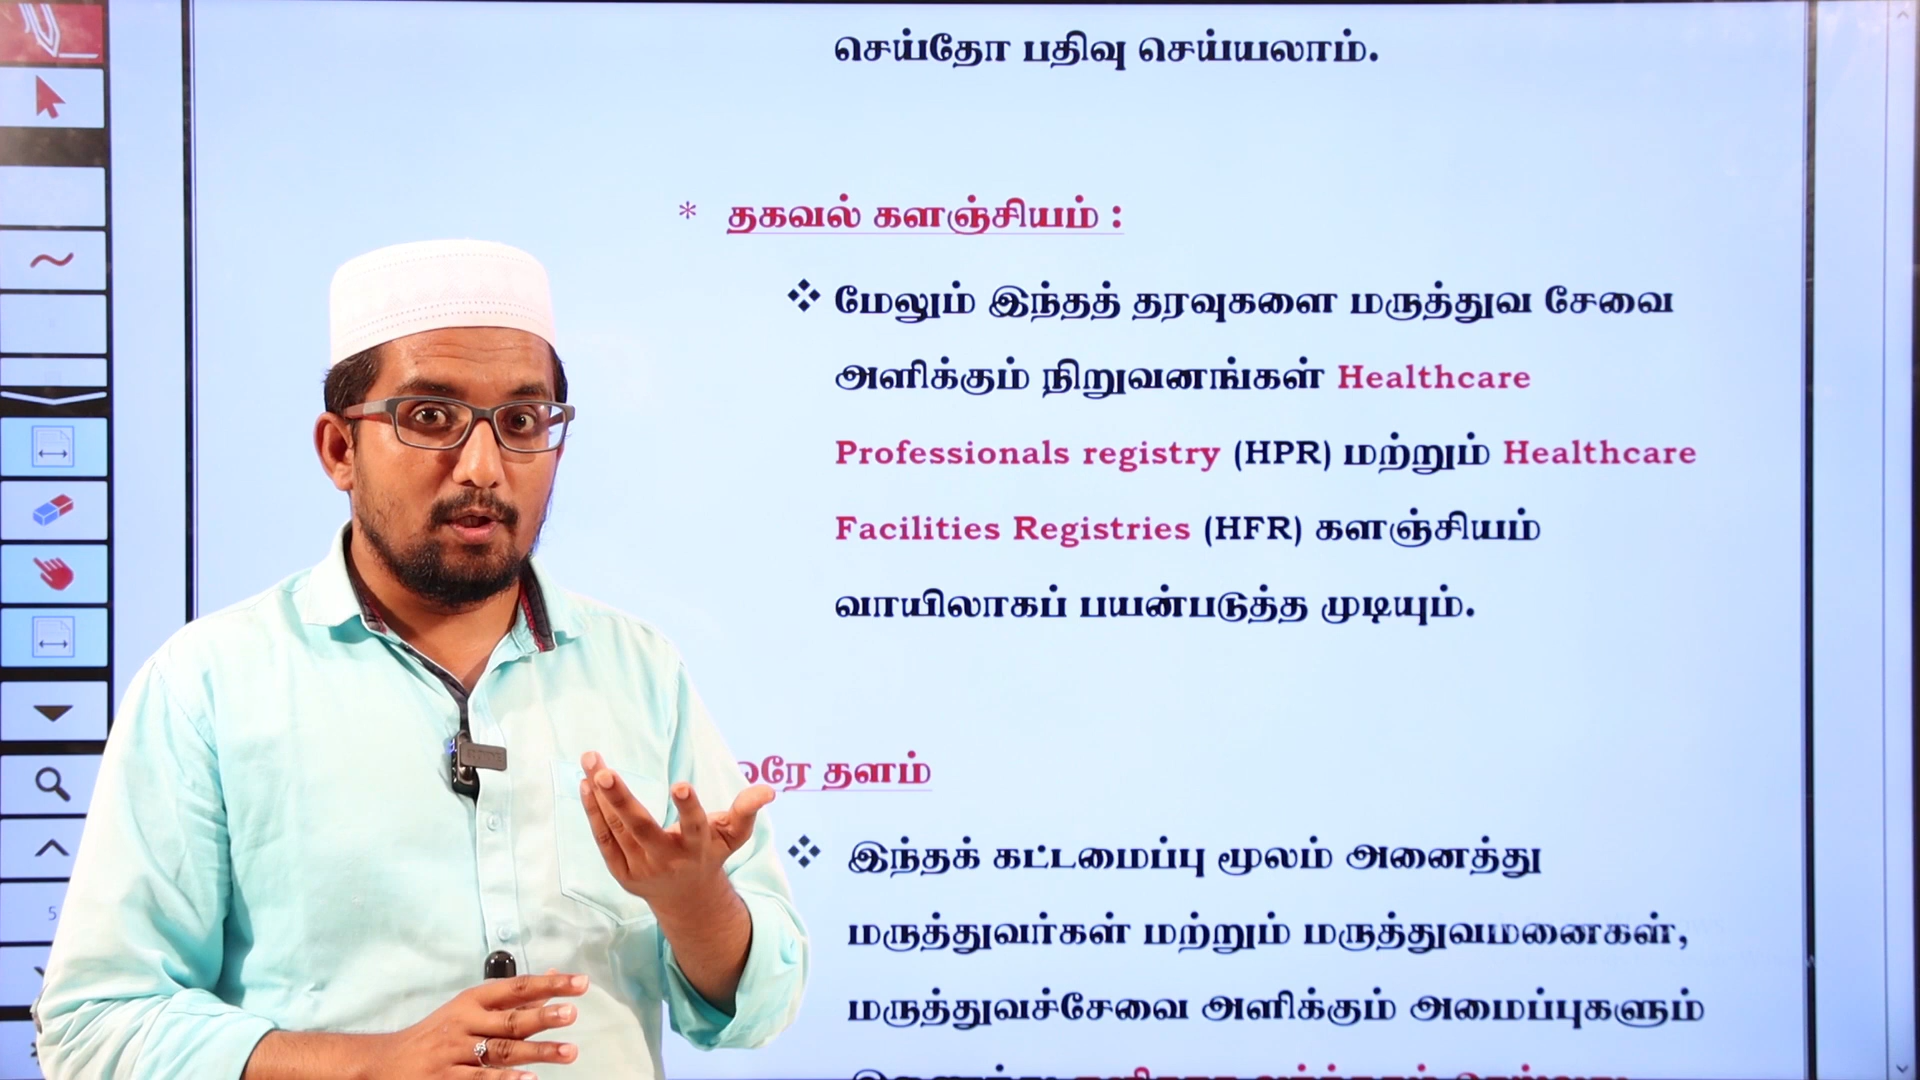 செய்தோ பதிவு செய்யலாம்.
* தகவல் களஞ்சியம் :
❖ மேலும் இந்தத் தரவுகளை மருத்துவ சேவை
அளிக்கும் நிறுவனங்கள் Healthcare
Professionals registry (HPR) மற்றும் Healthcare
Facilities Registries (HFR) களஞ்சியம்
வாயிலாகப் பயன்படுத்த முடியும்.
ஒரே தளம்
❖ இந்தக் கட்டமைப்பு மூலம் அனைத்து
மருத்துவர்கள் மற்றும் மருத்துவமனைகள்,
மருத்துவச்சேவை அளிக்கும் அமைப்புகளும்
5